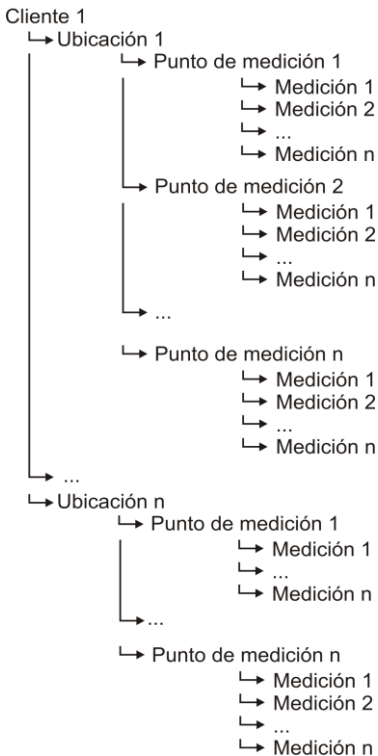 Cliente 1
Ubicación 1
Punto de medición 1
Medición 1
Medición 2
...
Medición n
Punto de medición 2
Medición 1
Medición 2
...
Medición n
...
Punto de medición n
Medición 1
Medición 2
...
Medición n
...
Ubicación n
Punto de medición 1
Medición 1
...
Medición n
...
Punto de medición n
Medición 1
Medición 2
...
Medición n